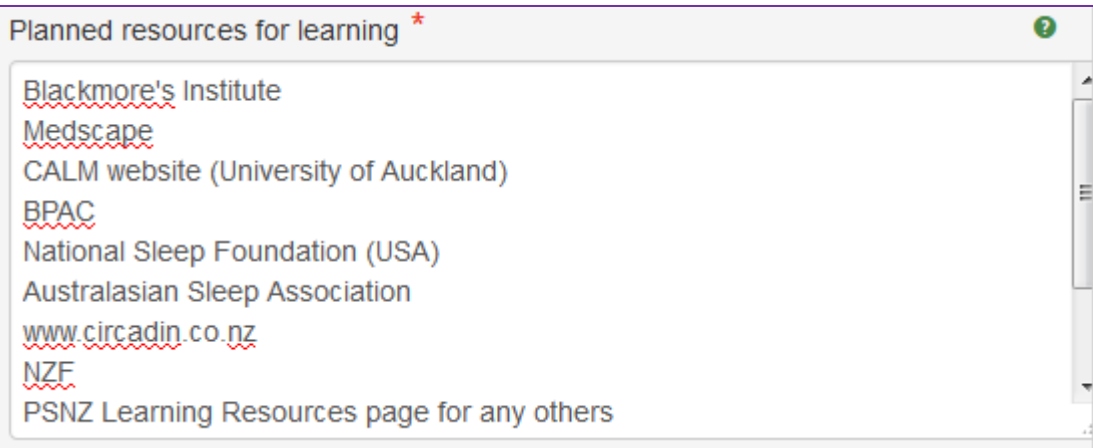 Planned resources for learning *
Blackmore's Institute
Medscape
CALM website (University of Auckland)
BPAC
National Sleep Foundation (USA)
Australasian Sleep Association
www.circadin.co.nz
NZF
PSNZ Learning Resources page for any others